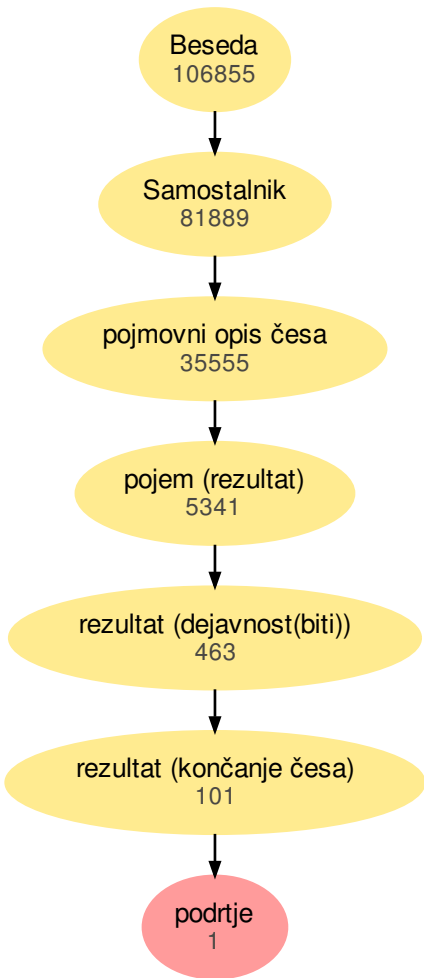 Beseda
106855
Samostalnik
81889
pojmovni opis česa
35555
pojem (rezultat)
5341
rezultat (dejavnost(biti))
463
rezultat (končanje česa)
101
podrtje
1